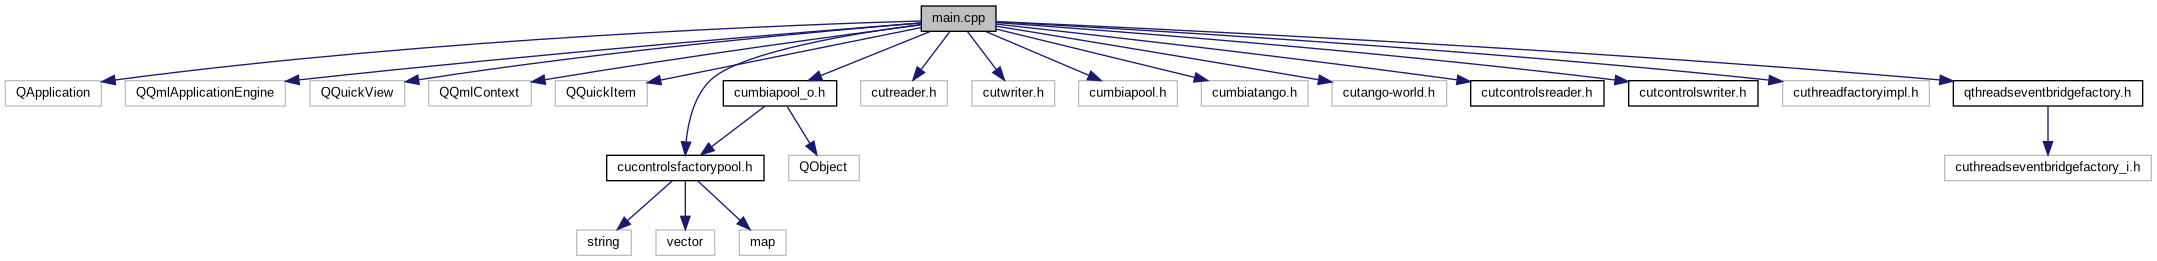 main.cpp
QApplication
QQmlApplicationEngine
QQuickView
QQmlContext
QQuickItem
cumbiapool_o.h
cutreader.h
cutwriter.h
cumbiapool.h
cumbiatango.h
cutango-world.h
cutcontrolsreader.h
cutcontrolswriter.h
cuthreadfactoryimpl.h
qthreadseventbridgefactory.h
cucontrolsfactorypool.h
QObject
cuthreadseventbridgefactory_i.h
string
vector
map